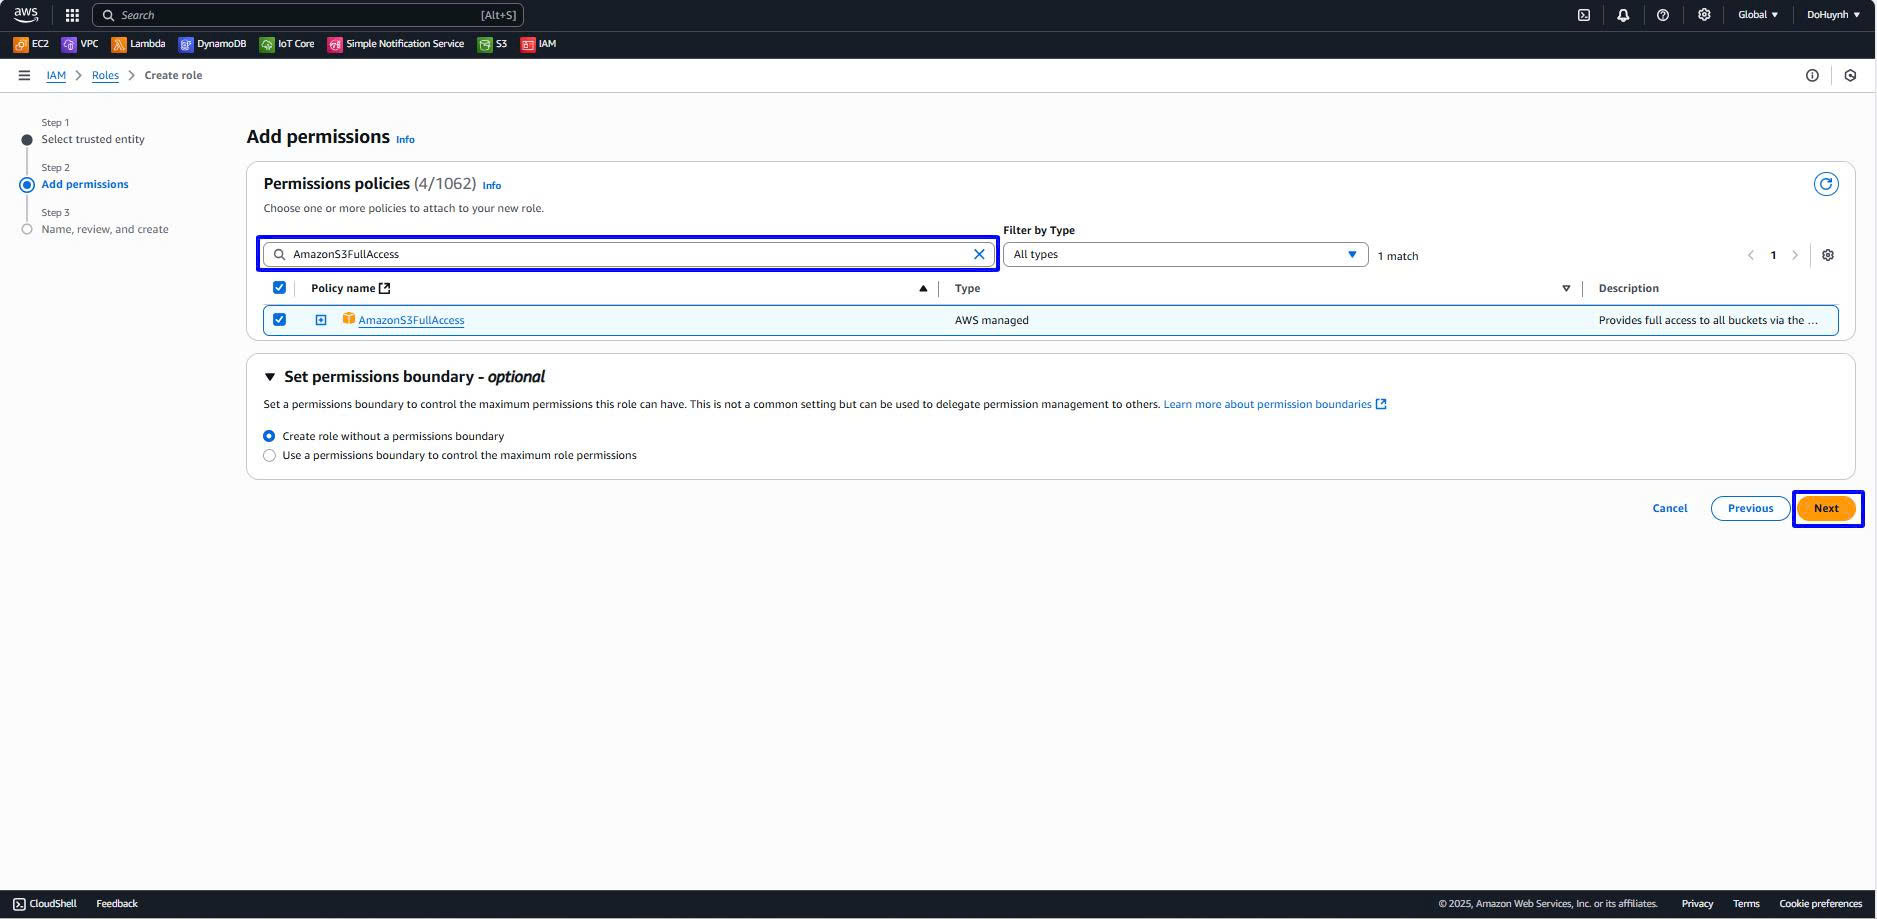 aws
Search [Alt+S]
Global DoHuynh
EC2 VPC Lambda DynamoDB IoT Core Simple Notification Service S3 IAM
IAM Roles Create role
Step 1
Select trusted entity
Step 2
Add permissions
Step 3
Name, review, and create
Add permissions Info
Permissions policies (4/1062) Info
Choose one or more policies to attach to your new role.
Filter by Type
AmazonS3FullAccess All types 1 match 1
Policy name Type Description
AmazonS3FullAccess AWS managed Provides full access to all buckets via the ...
Set permissions boundary - optional
Set a permissions boundary to control the maximum permissions this role can have. This is not a common setting but can be used to delegate permission management to others. Learn more about permission boundaries
Create role without a permissions boundary
Use a permissions boundary to control the maximum role permissions
Cancel Previous Next
CloudShell Feedback © 2025, Amazon Web Services, Inc. or its affiliates. Privacy Terms Cookie preferences